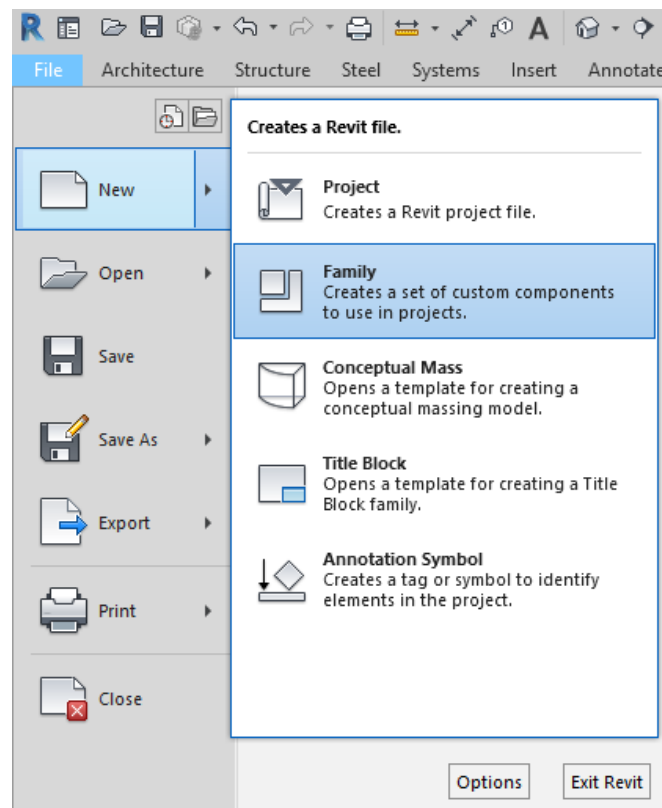 R A
File Architecture Structure Steel Systems Insert Annotate
Creates a Revit file.
New
Project
Creates a Revit project file.
Open
Family
Creates a set of custom components
to use in projects.
Save
Conceptual Mass
Opens a template for creating a
conceptual massing model.
Save As
Title Block
Opens a template for creating a Title
Block family.
Export
Annotation Symbol
Creates a tag or symbol to identify
elements in the project.
Print
Close
Options Exit Revit